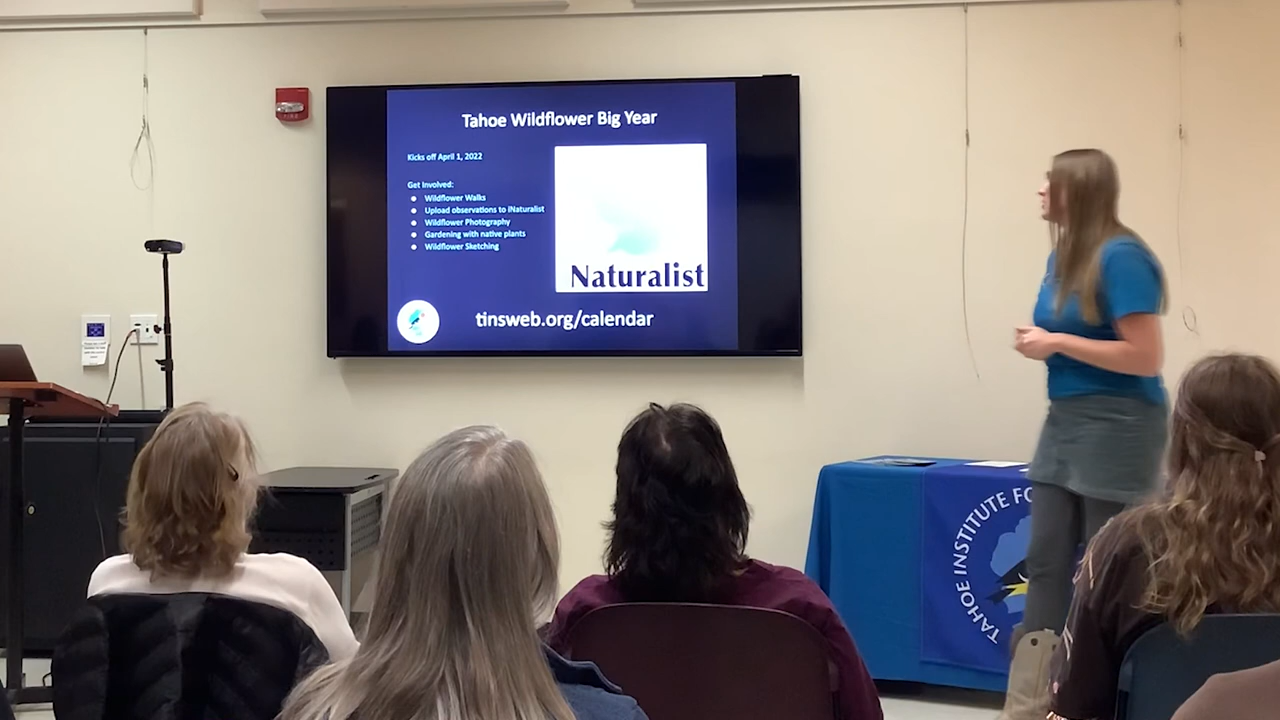 Tahoe Wildflower Big Year
Kicks off April 1, 2022
Get Involved:
● Wildflower Walks
● Upload observations to iNaturalist
● Wildflower Photography
● Gardening with native plants
● Wildflower Sketching
Naturalist
tinsweb.org/calendar
FIRE
TAHOE INSTITUTE FO